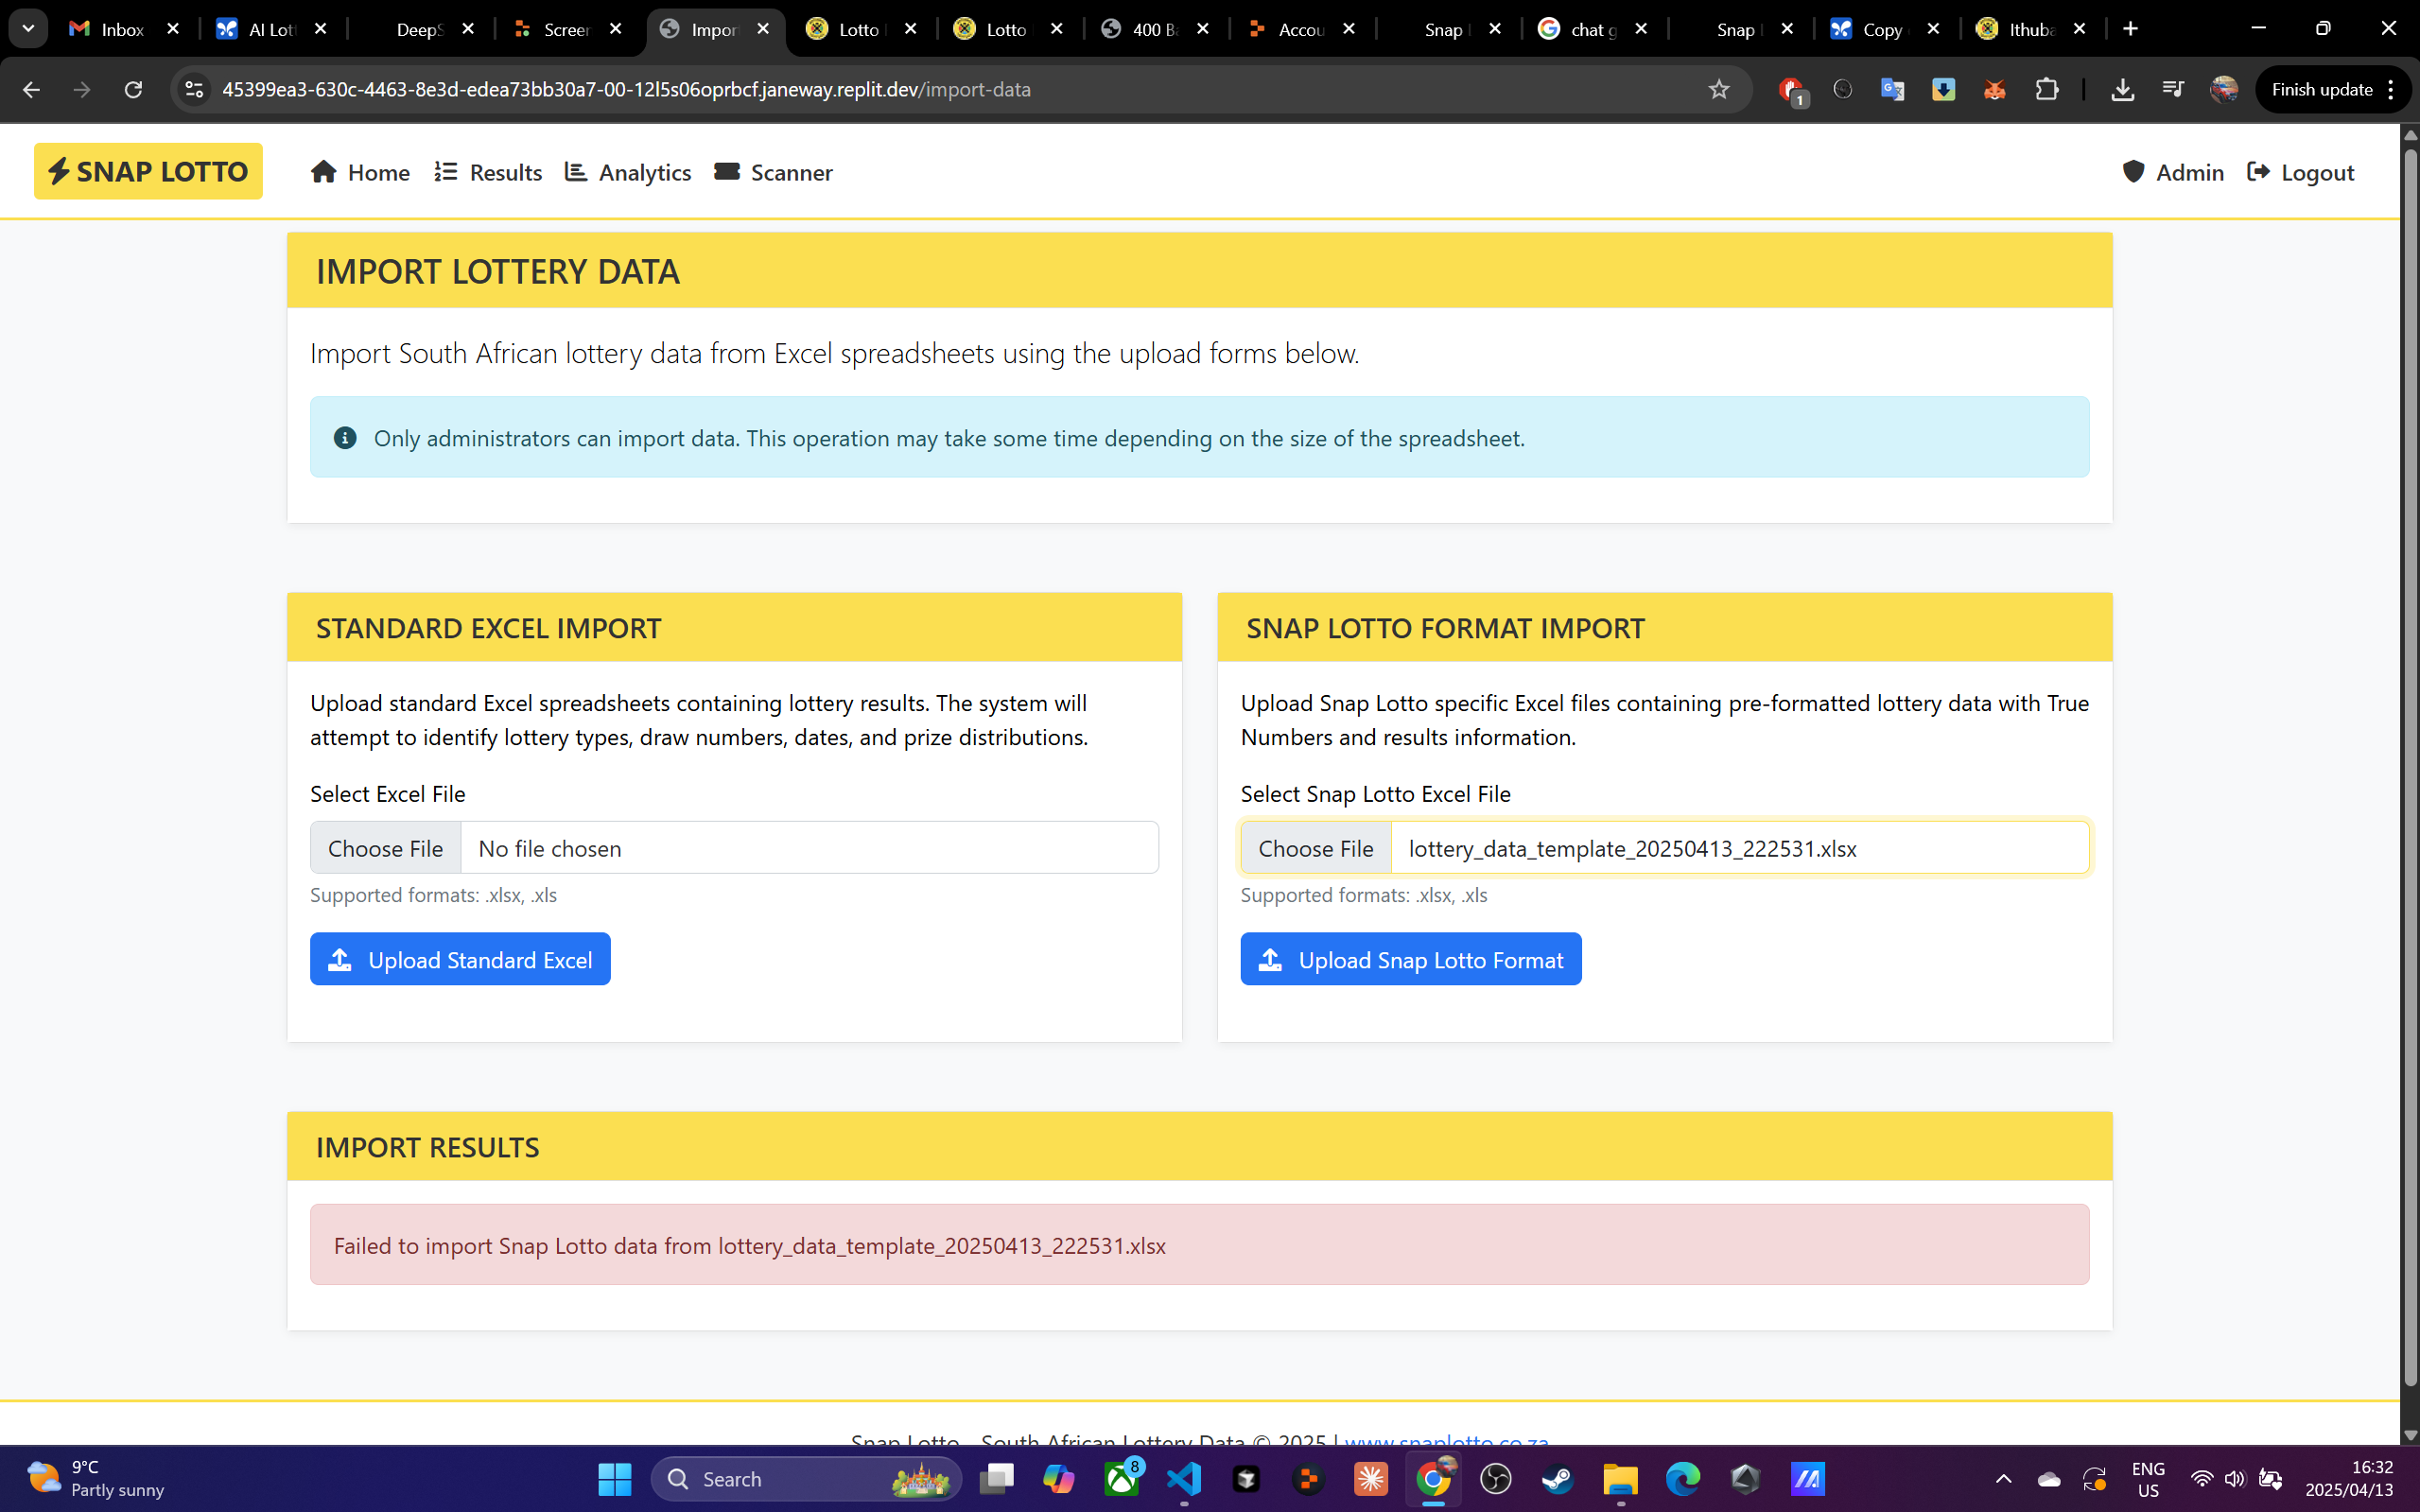 Inbox
AI Lot
DeepS
Screen
Impor
Lotto
Lotto
400 Ba
Accou
Snap
chat g
Snap
Copy
Ithuba
45399ea3-630c-4463-8e3d-edea73bb30a7-00-12l5s06oprbcf.janeway.replit.dev/import-data
1
Finish update
SNAP LOTTO
Home
Results
Analytics
Scanner
Admin
Logout
IMPORT LOTTERY DATA
Import South African lottery data from Excel spreadsheets using the upload forms below.
Only administrators can import data. This operation may take some time depending on the size of the spreadsheet.
STANDARD EXCEL IMPORT
Upload standard Excel spreadsheets containing lottery results. The system will
attempt to identify lottery types, draw numbers, dates, and prize distributions.
Select Excel File
Choose File No file chosen
Supported formats: .xlsx, .xls
Upload Standard Excel
SNAP LOTTO FORMAT IMPORT
Upload Snap Lotto specific Excel files containing pre-formatted lottery data with True
Numbers and results information.
Select Snap Lotto Excel File
Choose File lottery_data_template_20250413_222531.xlsx
Supported formats: .xlsx, .xls
Upload Snap Lotto Format
IMPORT RESULTS
Failed to import Snap Lotto data from lottery_data_template_20250413_222531.xlsx
Snap Lotto - South African Lottery Data © 2025 | www.snaplotto.co.za
9°C
Partly sunny
Search
8
ENG
US
16:32
2025/04/13